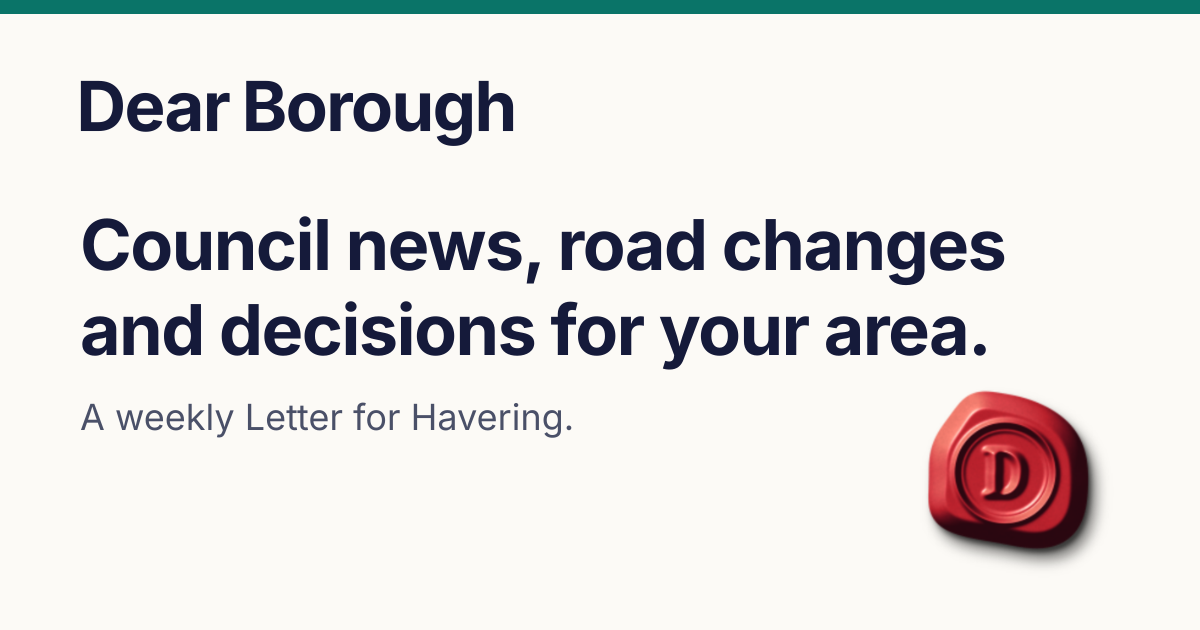 Dear Borough
Council news, road changes
and decisions for your area.
A weekly Letter for Havering.
D